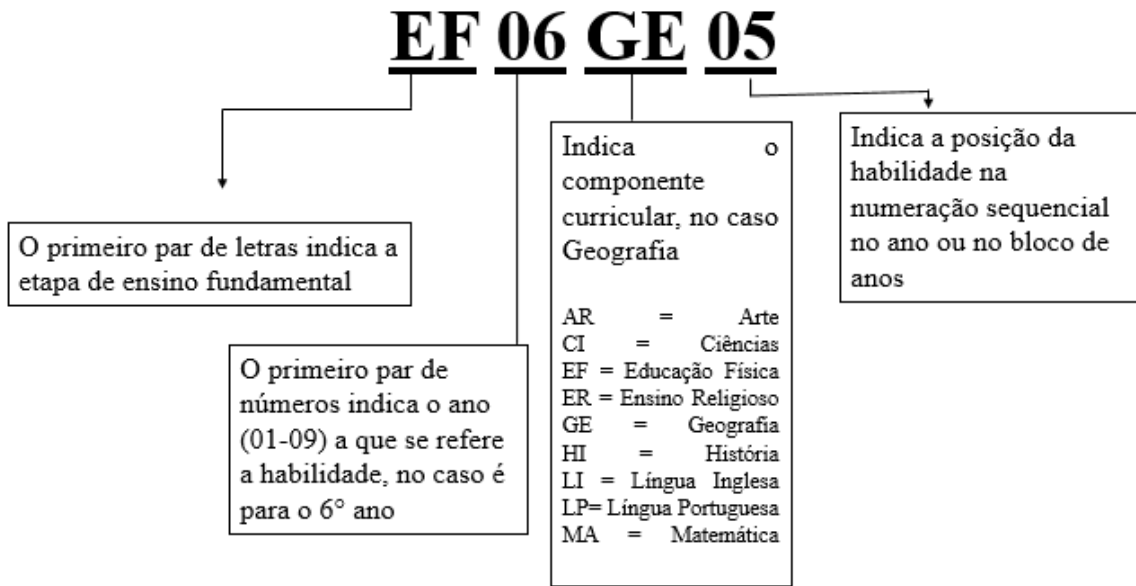 EF 06 GE 05
O primeiro par de letras indica a
etapa de ensino fundamental
O primeiro par de
números indica o ano
(01-09) a que se refere
a habilidade, no caso é
para o 6° ano
Indica o
componente
curricular, no caso
Geografia
AR = Arte
CI = Ciências
EF = Educação Física
ER = Ensino Religioso
GE = Geografia
HI = História
LI = Língua Inglesa
LP= Língua Portuguesa
MA = Matemática
Indica a posição da
habilidade na
numeração sequencial
no ano ou no bloco de
anos